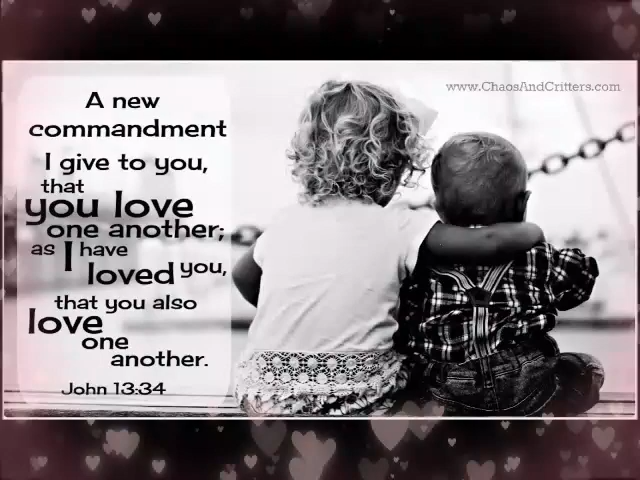 www.ChaosAndCritters.com
A new
commandment
I give to you,
that
you love
one another;
as I have
loved you,
that you also
love
one
another.
John 13:34